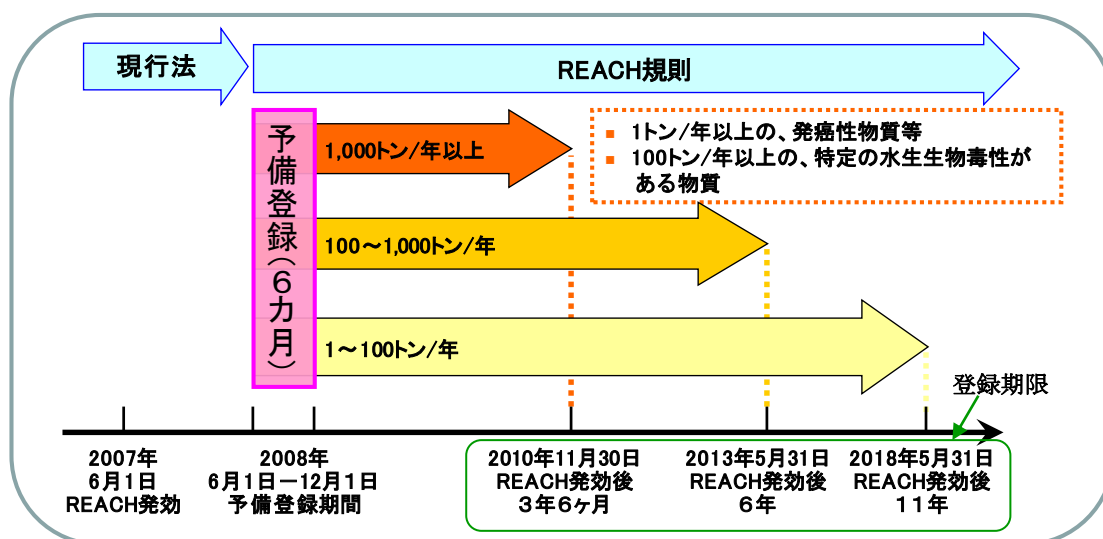 現行法
REACH規則
予備登録(6カ月)
1,000トン/年以上
▪ 1トン/年以上の、発癌性物質等
▪ 100トン/年以上の、特定の水生生物毒性が
ある物質
100～1,000トン/年
1～100トン/年
登録期限
2007年
6月1日
REACH発効
2008年
6月1日－12月1日
予備登録期間
2010年11月30日
REACH発効後
3年6ヶ月
2013年5月31日
REACH発効後
6年
2018年5月31日
REACH発効後
11年